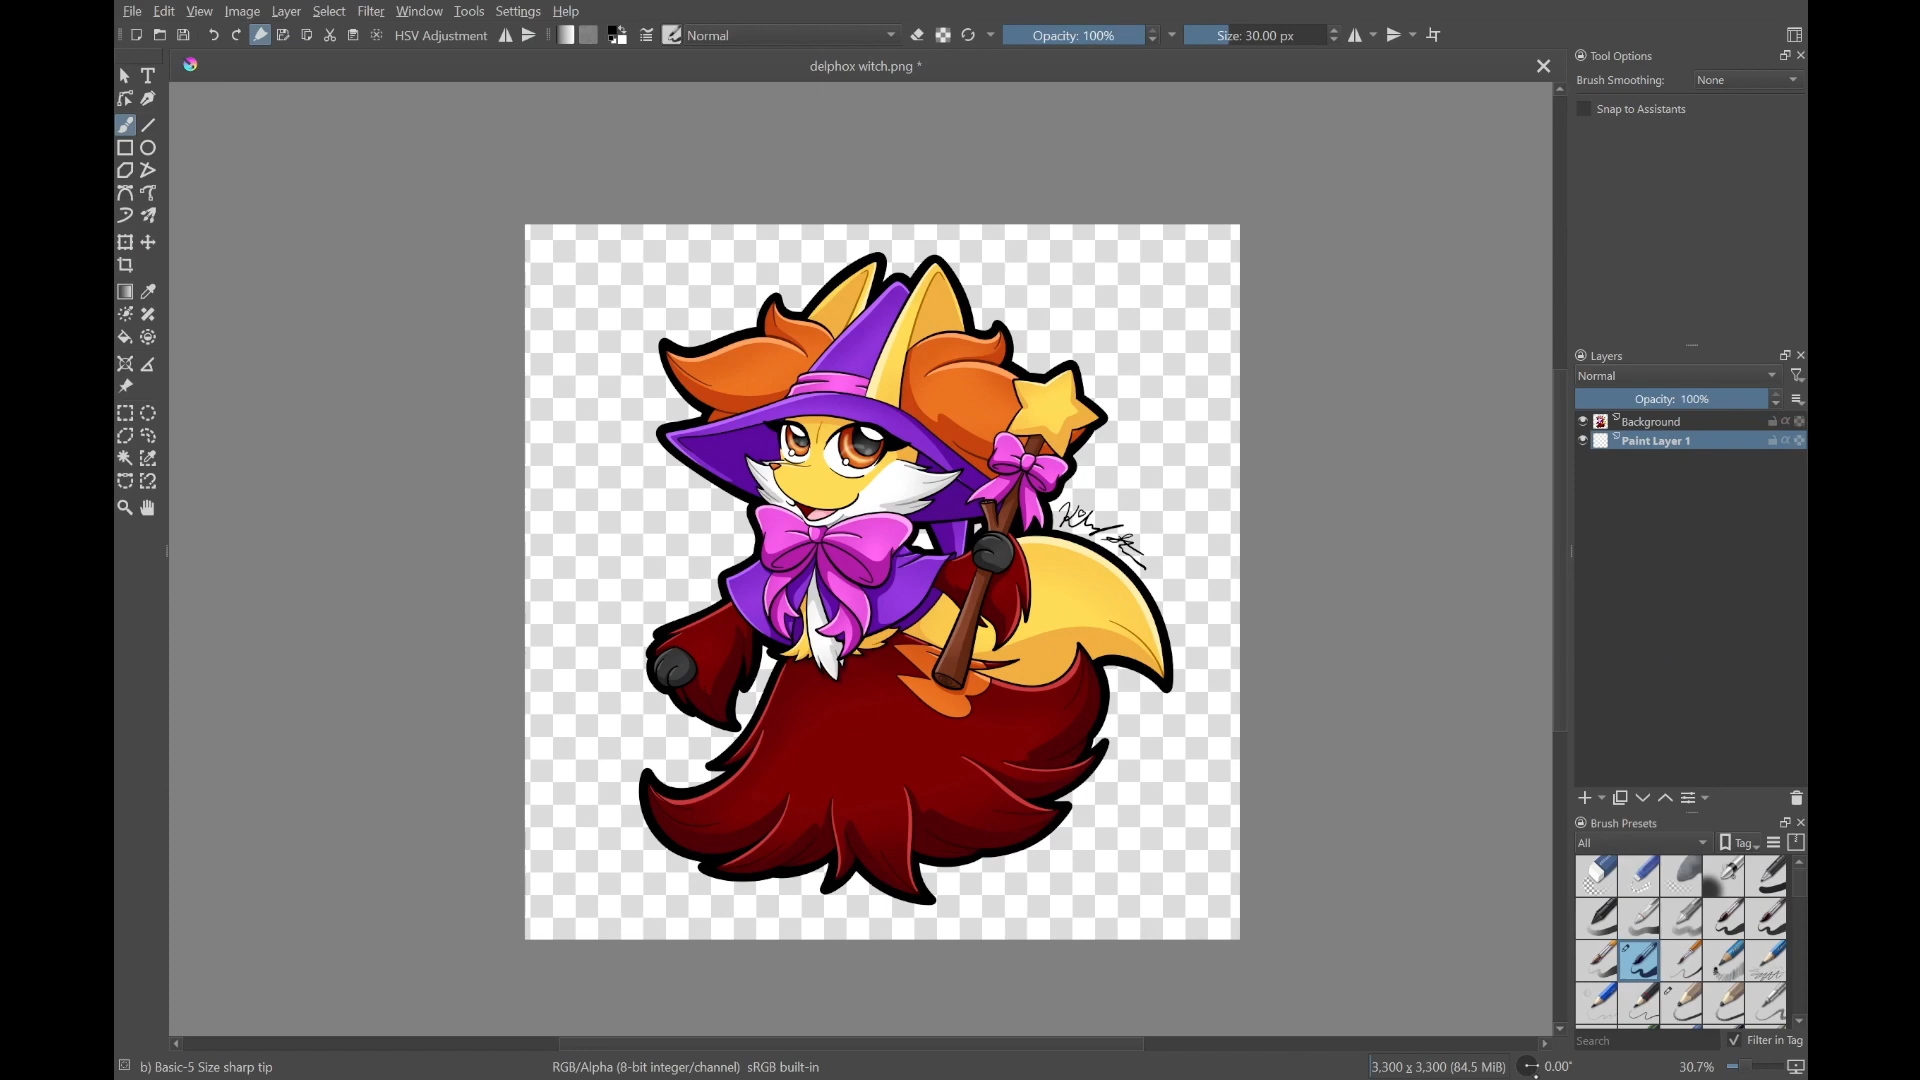 File Edit View Image Layer Select Filter Window Tools Settings Help
HSV Adjustment Normal Opacity: 100% Size: 30.00 px
delphox witch.png *
Tool Options
Brush Smoothing: None
Snap to Assistants
Layers
Normal
Opacity: 100%
Background
Paint Layer 1
Brush Presets
All Tag
Search Filter in Tag
b) Basic-5 Size sharp tip RGB/Alpha (8-bit integer/channel) sRGB built-in 3,300 x 3,300 (84.5 MiB) 0.00° 30.7%